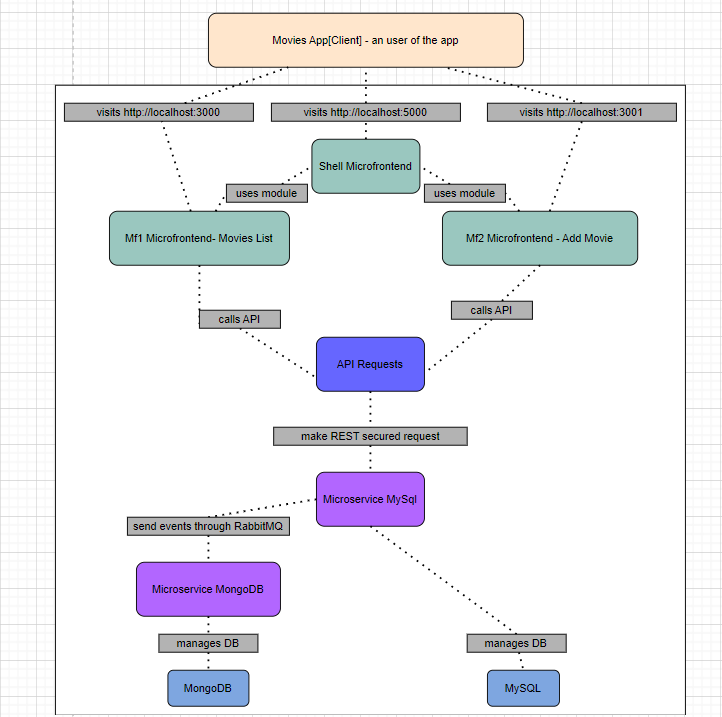 Movies App[Client] - an user of the app
visits http://localhost:3000
visits http://localhost:5000
visits http://localhost:3001
Shell Microfrontend
uses module
uses module
Mf1 Microfrontend- Movies List
Mf2 Microfrontend - Add Movie
calls API
calls API
API Requests
make REST secured request
Microservice MySql
send events through RabbitMQ
Microservice MongoDB
manages DB
manages DB
MongoDB
MySQL